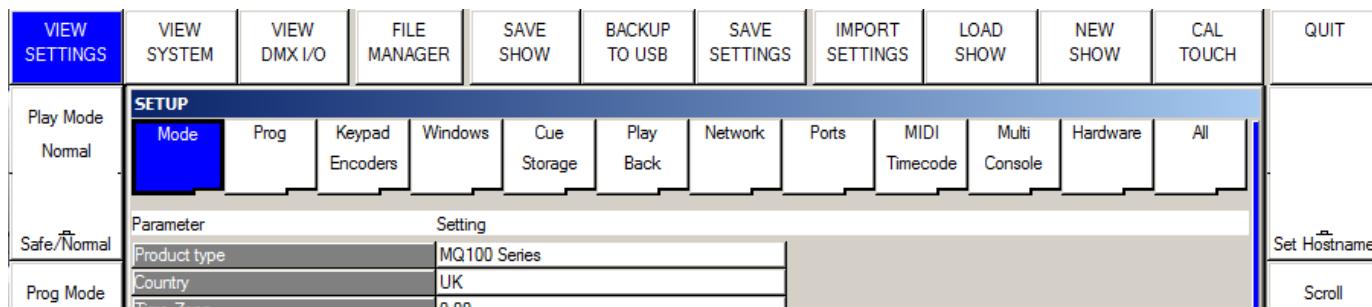 VIEW SETTINGS
VIEW SYSTEM
VIEW DMX I/O
FILE MANAGER
SAVE SHOW
BACKUP TO USB
SAVE SETTINGS
IMPORT SETTINGS
LOAD SHOW
NEW SHOW
CAL TOUCH
QUIT
Play Mode
Normal
Safe/Normal
Prog Mode
SETUP
Mode
Prog
Keypad Encoders
Windows
Cue Storage
Play Back
Network
Ports
MIDI Timecode
Multi Console
Hardware
All
Parameter Setting
Product type MQ100 Series
Country UK
Set Hostname
Scroll